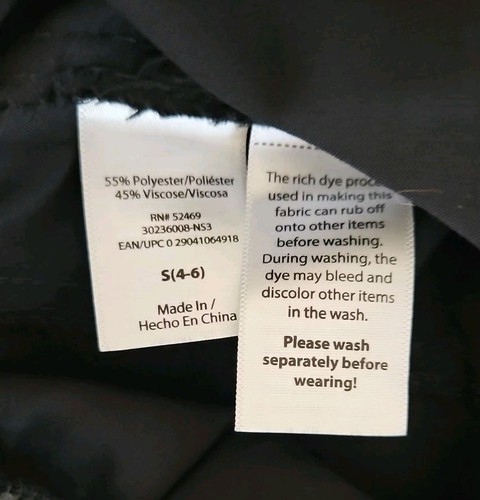 55% Polyester/Poliéster
45% Viscose/Viscosa
RN# 52469
30236008-NS3
EAN/UPC 0 29041064918
S(4-6)
Made In /
Hecho En China
The rich dye
used in making this
fabric can rub off
onto other items
before washing.
During washing, the
dye may bleed and
discolor other items
in the wash.
Please wash
separately before
wearing!